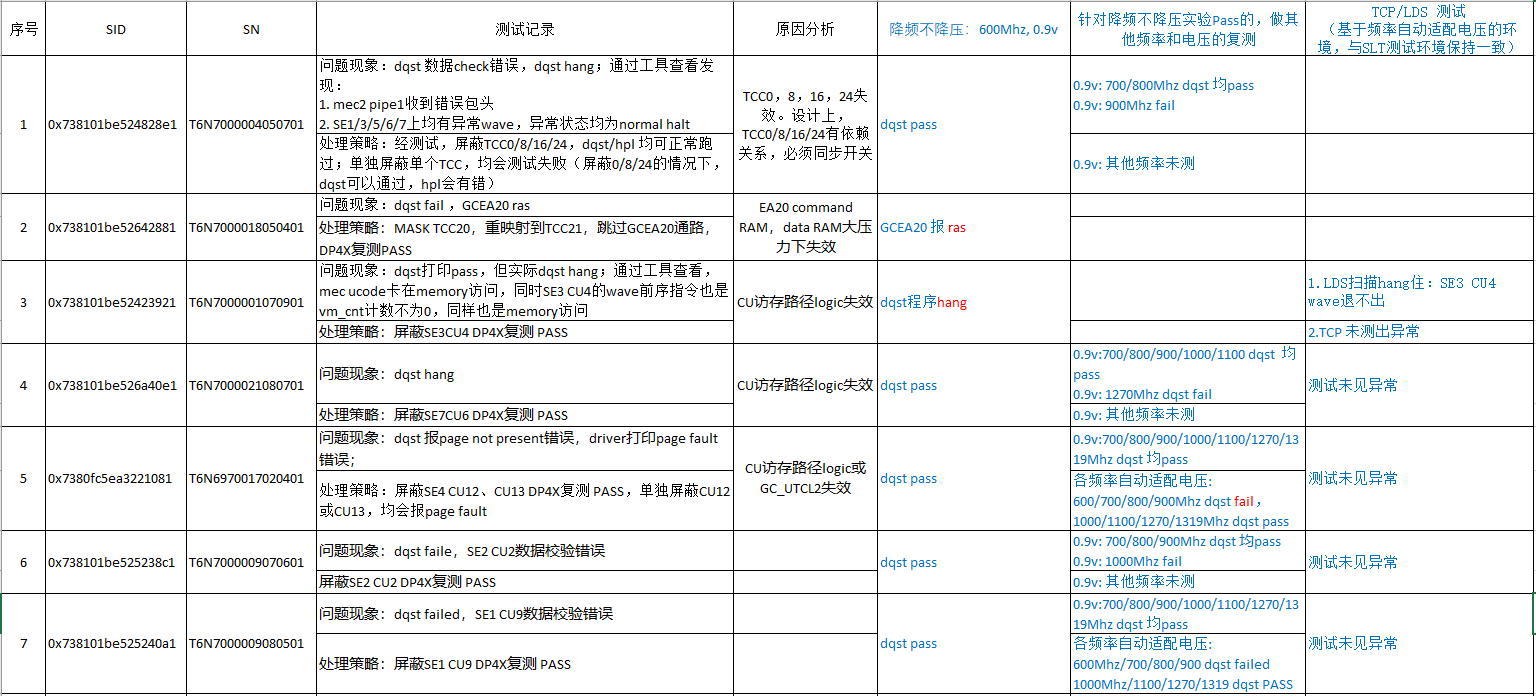 序号
SID
SN
测试记录
原因分析
降频不降压：600Mhz, 0.9v
针对降频不降压实验Pass的，做其
他频率和电压的复测
TCP/LDS 测试
（基于频率自动适配电压的环
境，与SLT测试环境保持一致）
1
0x738101be524828e1
T6N7000004050701
问题现象：dqst 数据check错误，dqst hang；通过工具查看发
现：
1. mec2 pipe1收到错误包头
2. SE1/3/5/6/7上均有异常wave，异常状态均为normal halt
处理策略：经测试，屏蔽TCC0/8/16/24，dqst/hpl 均可正常跑
过；单独屏蔽单个TCC，均会测试失败（屏蔽0/8/24的情况下，
dqst可以通过，hpl会有错）
TCC0，8，16，24失
效。设计上，
TCC0/8/16/24有依赖
关系，必须同步开关
dqst pass
0.9v: 700/800Mhz dqst 均pass
0.9v: 900Mhz fail
0.9v: 其他频率未测
2
0x738101be52642881
T6N7000018050401
问题现象：dqst fail ，GCEA20 ras
处理策略：MASK TCC20，重映射到TCC21，跳过GCEA20通路，
DP4X复测PASS
EA20 command
RAM，data RAM大压
力下失效
GCEA20 报 ras
3
0x738101be52423921
T6N7000001070901
问题现象：dqst打印pass，但实际dqst hang；通过工具查看，
mec ucode卡在memory访问，同时SE3 CU4的wave前序指令也是
vm_cnt计数不为0，同样也是memory访问
处理策略：屏蔽SE3CU4 DP4X复测 PASS
CU访存路径logic失效
dqst程序hang
1.LDS扫描hang住：SE3 CU4
wave退不出
2.TCP 未测出异常
4
0x738101be526a40e1
T6N7000021080701
问题现象：dqst hang
处理策略：屏蔽SE7CU6 DP4X复测 PASS
CU访存路径logic失效
dqst pass
0.9v:700/800/900/1000/1100 dqst 均
pass
0.9v: 1270Mhz dqst fail
0.9v: 其他频率未测
测试未见异常
5
0x7380fc5ea3221081
T6N6970017020401
问题现象：dqst 报page not present错误，driver打印page fault
错误；
处理策略：屏蔽SE4 CU12、CU13 DP4X复测 PASS，单独屏蔽CU12
或CU13，均会报page fault
CU访存路径logic或
GC_UTCL2失效
dqst pass
0.9v:700/800/900/1000/1100/1270/13
19Mhz dqst 均pass
各频率自动适配电压:
600/700/800/900Mhz dqst fail，
1000/1100/1270/1319Mhz dqst pass
测试未见异常
6
0x738101be525238c1
T6N7000009070601
问题现象：dqst faile，SE2 CU2数据校验错误
屏蔽SE2 CU2 DP4X复测 PASS
dqst pass
0.9v: 700/800/900Mhz dqst 均pass
0.9v: 1000Mhz fail
0.9v: 其他频率未测
测试未见异常
7
0x738101be525240a1
T6N7000009080501
问题现象：dqst failed，SE1 CU9数据校验错误
处理策略：屏蔽SE1 CU9 DP4X复测 PASS
dqst pass
0.9v:700/800/900/1000/1100/1270/13
19Mhz dqst 均pass
各频率自动适配电压:
600Mhz/700/800/900 dqst failed
1000Mhz/1100/1270/1319 dqst PASS
测试未见异常